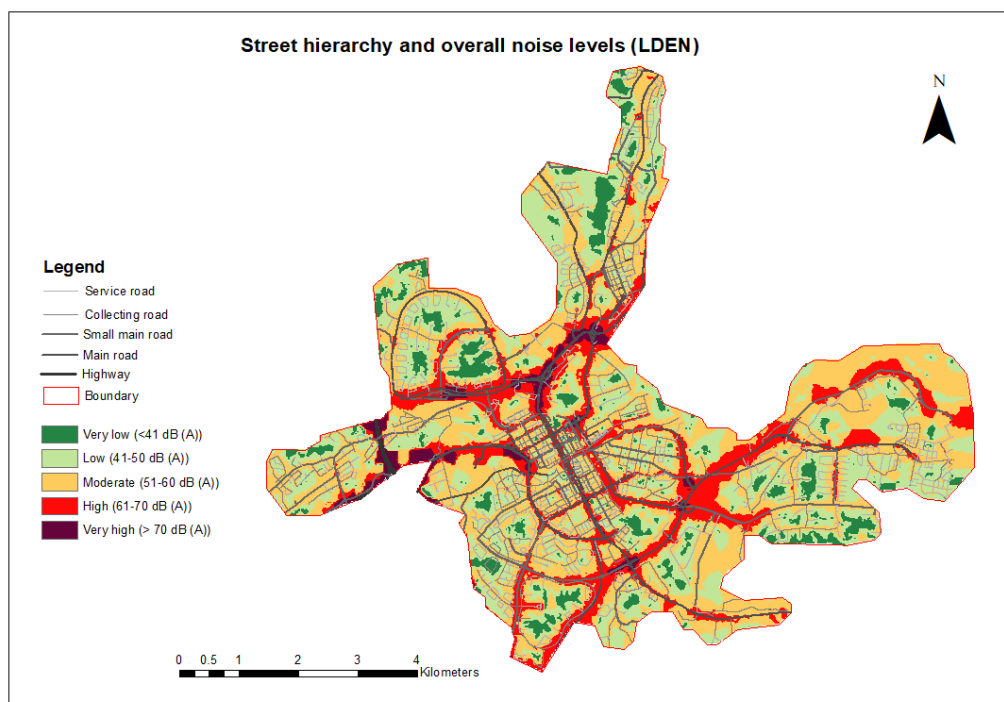 Street hierarchy and overall noise levels (LDEN)
N
Legend
Service road
Collecting road
Small main road
Main road
Highway
Boundary
Very low (<41 dB (A))
Low (41-50 dB (A))
Moderate (51-60 dB (A))
High (61-70 dB (A))
Very high (> 70 dB (A))
0 0.5 1 2 3 4
Kilometers